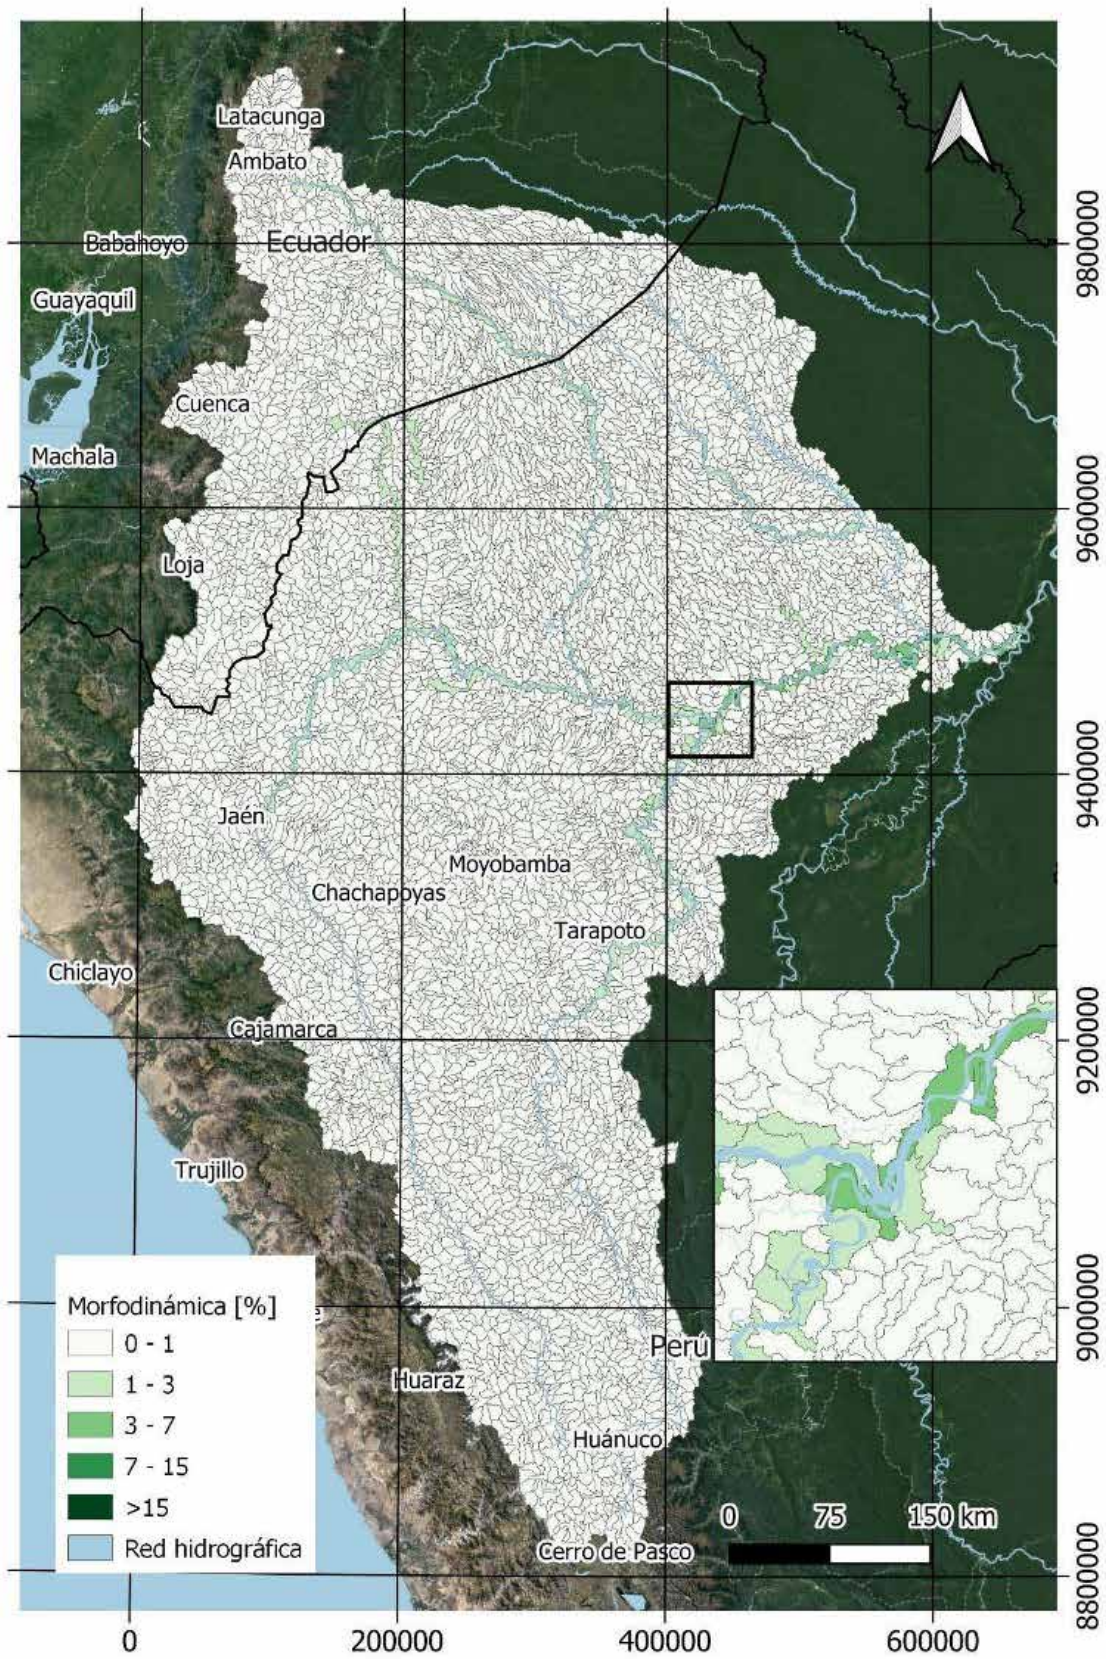 Latacunga
Ambato
Ecuador
Babahoyo
Guayaquil
Cuenca
Machala
Loja
Jaén
Moyobamba
Chachapoyas
Tarapoto
Chiclayo
Cajamarca
Trujillo
Perú
Huaraz
Huánuco
Cerro de Pasco
Morfodinámica [%]
0 - 1
1 - 3
3 - 7
7 - 15
>15
Red hidrográfica
0 75 150 km
9800000
9600000
9400000
9200000
9000000
8800000
0 200000 400000 600000